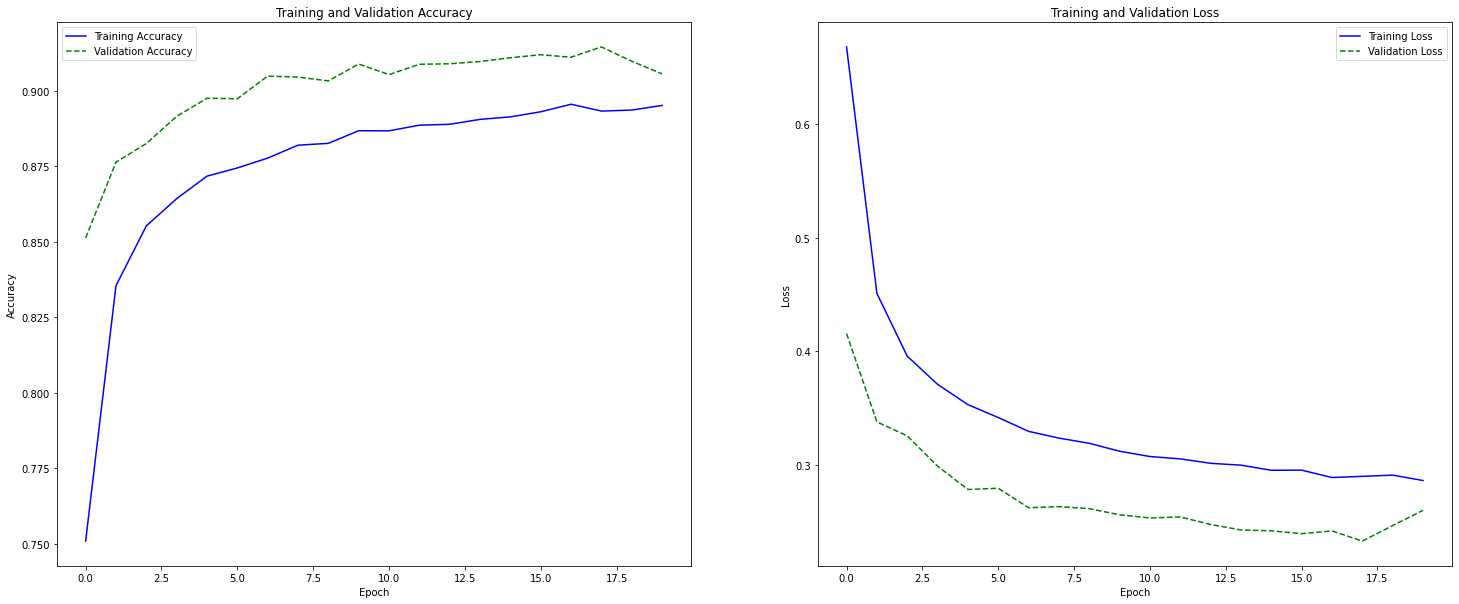 Training and Validation Accuracy
Training Accuracy
Validation Accuracy
0.900
0.875
0.850
0.825
0.800
0.775
0.750
Accuracy
0.0 2.5 5.0 7.5 10.0 12.5 15.0 17.5
Epoch
Training and Validation Loss
Training Loss
Validation Loss
0.6
0.5
0.4
0.3
Loss
0.0 2.5 5.0 7.5 10.0 12.5 15.0 17.5
Epoch